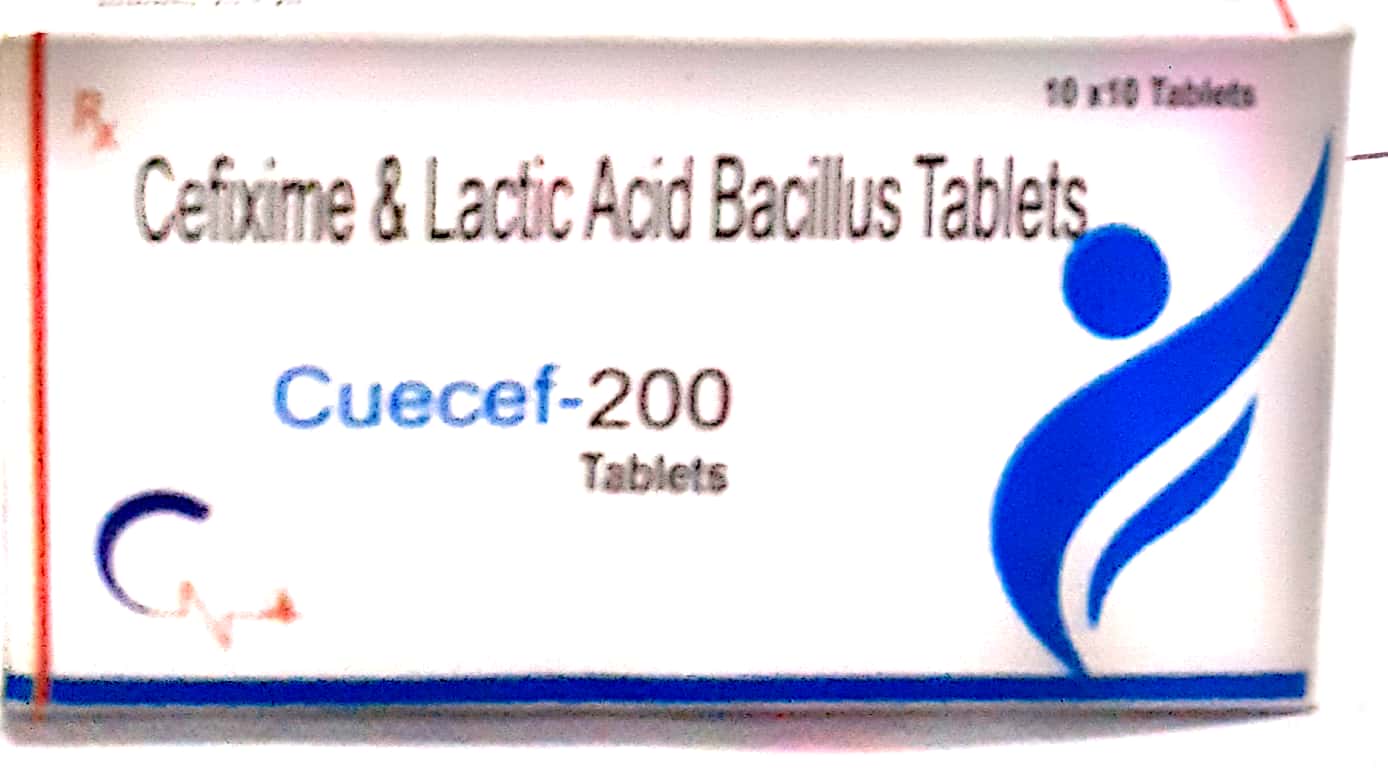 Rx
10 x10 Tablets
Cefixime & Lactic Acid Bacillus Tablets
Cuecef-200
Tablets